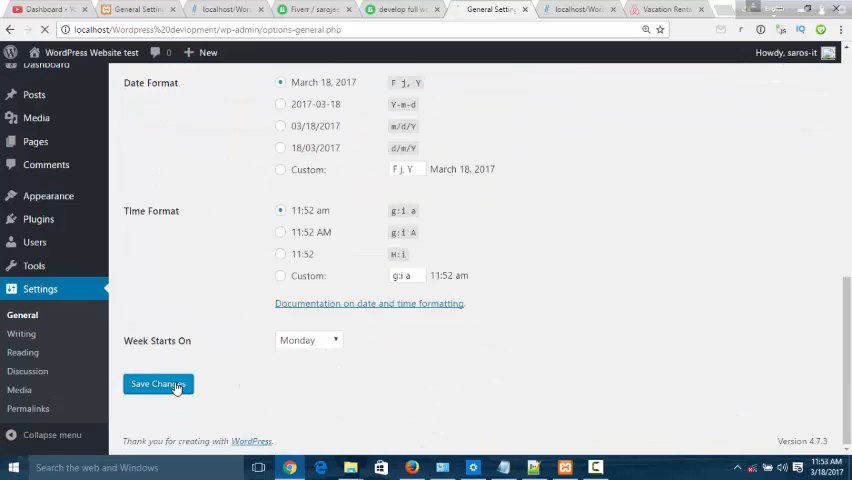 Dashboard -
General Setting
localhost/Wor
Fiverr / saroje
develop full w
General Setting
localhost/Wor
Vacation Renta
localhost/Wordpress%20devlopment/wp-admin/options-general.php
WordPress Website test
0
New
Howdy, saros-it
Dashboard
Posts
Media
Pages
Comments
Appearance
Plugins
Users
Tools
Settings
General
Writing
Reading
Discussion
Media
Permalinks
Collapse menu
Date Format
March 18, 2017 F j, Y
2017-03-18 Y-m-d
03/18/2017 m/d/Y
18/03/2017 d/m/Y
Custom: F j, Y March 18, 2017
Time Format
11:52 am g:i a
11:52 AM g:i A
11:52 H:i
Custom: g:i a 11:52 am
Documentation on date and time formatting.
Week Starts On Monday
Save Changes
Thank you for creating with WordPress.
Version 4.7.3
Search the web and Windows
11:53 AM
3/18/2017